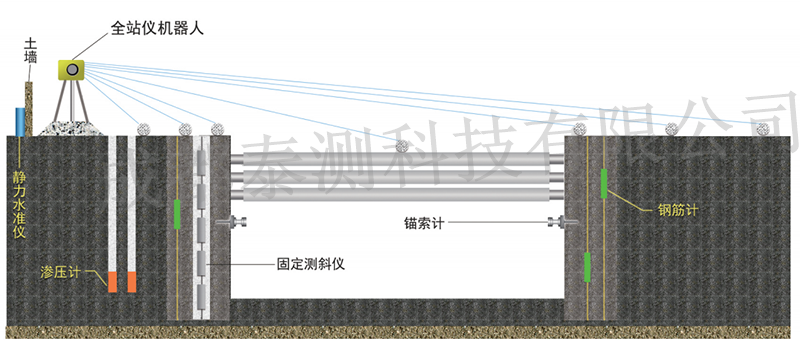 全站仪机器人
土墙
静力水准仪
渗压计
固定测斜仪
锚索计
钢筋计
泰测科技有限公司